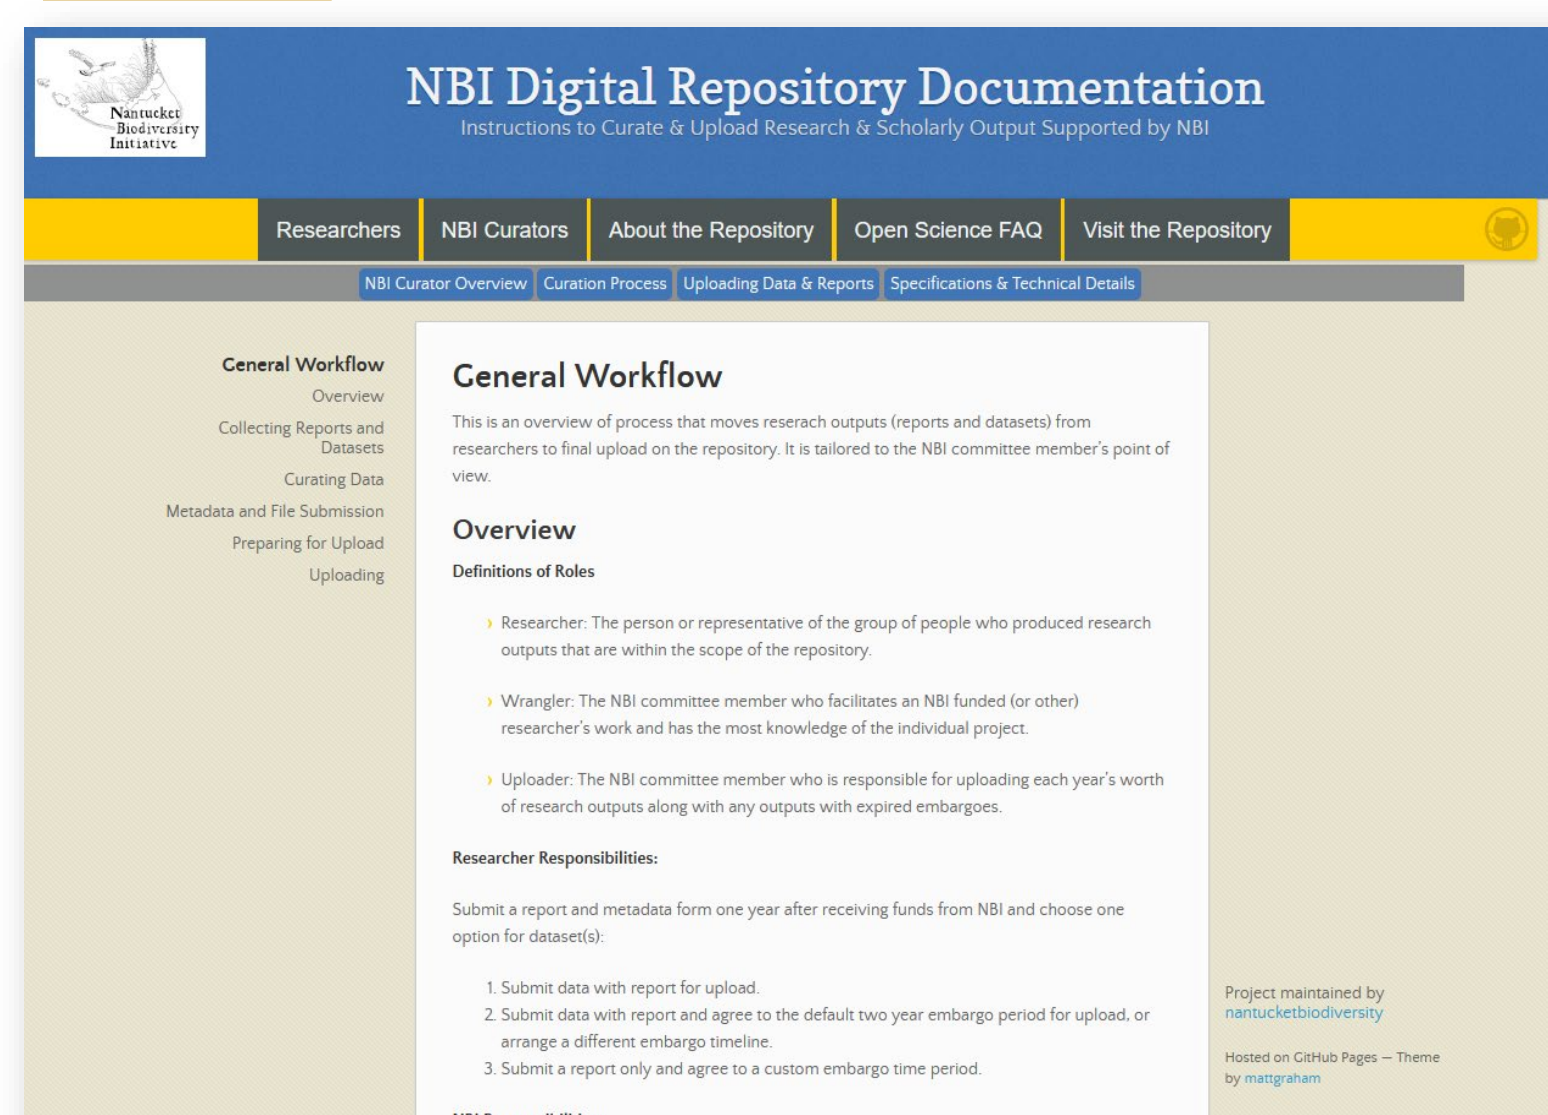 Nantucket
Biodiversity
Initiative
NBI Digital Repository Documentation
Instructions to Curate & Upload Research & Scholarly Output Supported by NBI
Researchers NBI Curators About the Repository Open Science FAQ Visit the Repository
NBI Curator Overview Curation Process Uploading Data & Reports Specifications & Technical Details
General Workflow
Overview
Collecting Reports and
Datasets
Curating Data
Metadata and File Submission
Preparing for Upload
Uploading
General Workflow
This is an overview of process that moves reserach outputs (reports and datasets) from
researchers to final upload on the repository. It is tailored to the NBI committee member's point of
view.
Overview
Definitions of Roles
› Researcher: The person or representative of the group of people who produced research
outputs that are within the scope of the repository.
› Wrangler: The NBI committee member who facilitates an NBI funded (or other)
researcher's work and has the most knowledge of the individual project.
› Uploader: The NBI committee member who is responsible for uploading each year's worth
of research outputs along with any outputs with expired embargoes.
Researcher Responsibilities:
Submit a report and metadata form one year after receiving funds from NBI and choose one
option for dataset(s):
1. Submit data with report for upload.
2. Submit data with report and agree to the default two year embargo period for upload, or
arrange a different embargo timeline.
3. Submit a report only and agree to a custom embargo time period.
Project maintained by
nantucketbiodiversity
Hosted on GitHub Pages — Theme
by mattgraham